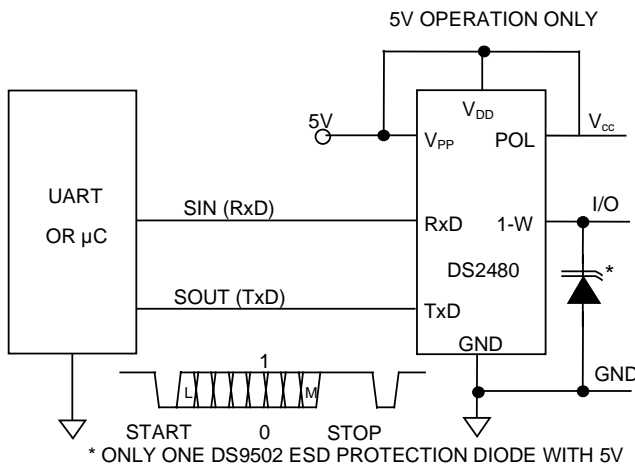 5V OPERATION ONLY
5V
V_DD
V_PP
POL
V_cc
UART
OR µC
SIN (RxD)
RxD
1-W
I/O
DS2480
*
SOUT (TxD)
TxD
GND
GND
1
L
M
START
0
STOP
* ONLY ONE DS9502 ESD PROTECTION DIODE WITH 5V